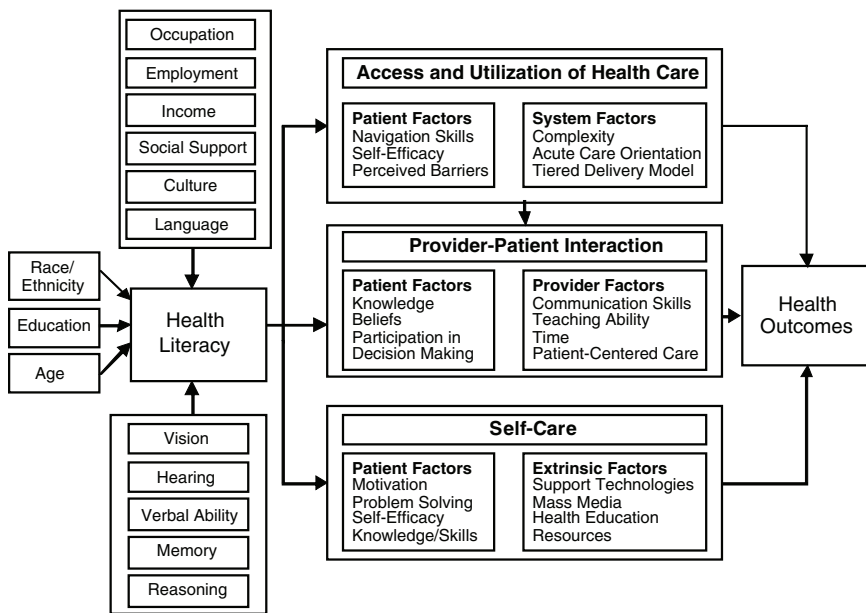 Occupation
Employment
Income
Social Support
Culture
Language
Race/
Ethnicity
Education
Age
Health
Literacy
Vision
Hearing
Verbal Ability
Memory
Reasoning
Access and Utilization of Health Care
Patient Factors
Navigation Skills
Self-Efficacy
Perceived Barriers
System Factors
Complexity
Acute Care Orientation
Tiered Delivery Model
Provider-Patient Interaction
Patient Factors
Knowledge
Beliefs
Participation in
Decision Making
Provider Factors
Communication Skills
Teaching Ability
Time
Patient-Centered Care
Self-Care
Patient Factors
Motivation
Problem Solving
Self-Efficacy
Knowledge/Skills
Extrinsic Factors
Support Technologies
Mass Media
Health Education
Resources
Health
Outcomes